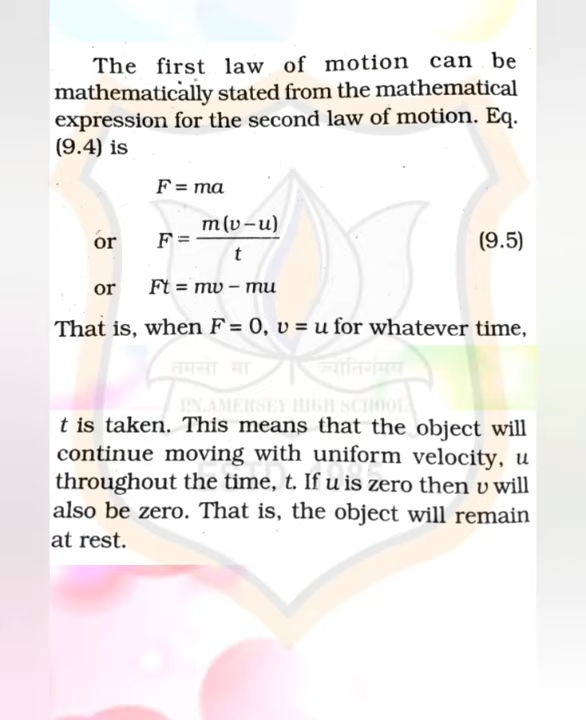 The first law of motion can be
mathematically stated from the mathematical
expression for the second law of motion. Eq.
(9.4) is
F = ma
or F = m(v – u) / t (9.5)
or Ft = mv – mu
That is, when F = 0, v = u for whatever time,
तमसो मा ज्योतिर्गमय
P.N.AMERSEY HIGH SCHOOL
t is taken. This means that the object will
continue moving with uniform velocity, u
ESTD. 1985
throughout the time, t. If u is zero then v will
also be zero. That is, the object will remain
at rest.